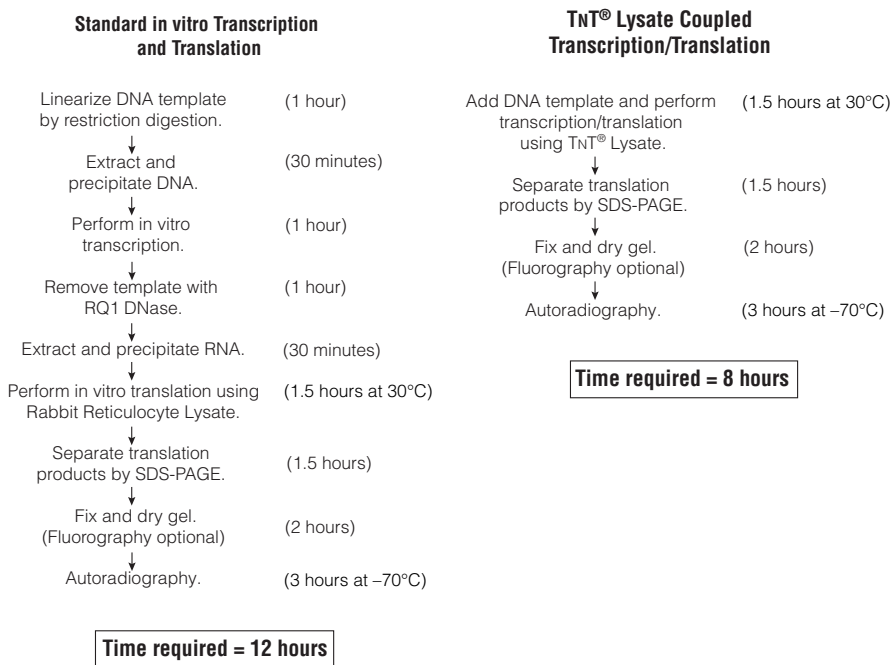 Standard in vitro Transcription
and Translation
Linearize DNA template
by restriction digestion.
(1 hour)
Extract and
precipitate DNA.
(30 minutes)
Perform in vitro
transcription.
(1 hour)
Remove template with
RQ1 DNase.
(1 hour)
Extract and precipitate RNA.
(30 minutes)
Perform in vitro translation using
Rabbit Reticulocyte Lysate.
(1.5 hours at 30°C)
Separate translation
products by SDS-PAGE.
(1.5 hours)
Fix and dry gel.
(Fluorography optional)
(2 hours)
Autoradiography.
(3 hours at –70°C)
Time required = 12 hours
TNT® Lysate Coupled
Transcription/Translation
Add DNA template and perform
transcription/translation
using TNT® Lysate.
(1.5 hours at 30°C)
Separate translation
products by SDS-PAGE.
(1.5 hours)
Fix and dry gel.
(Fluorography optional)
(2 hours)
Autoradiography.
(3 hours at –70°C)
Time required = 8 hours